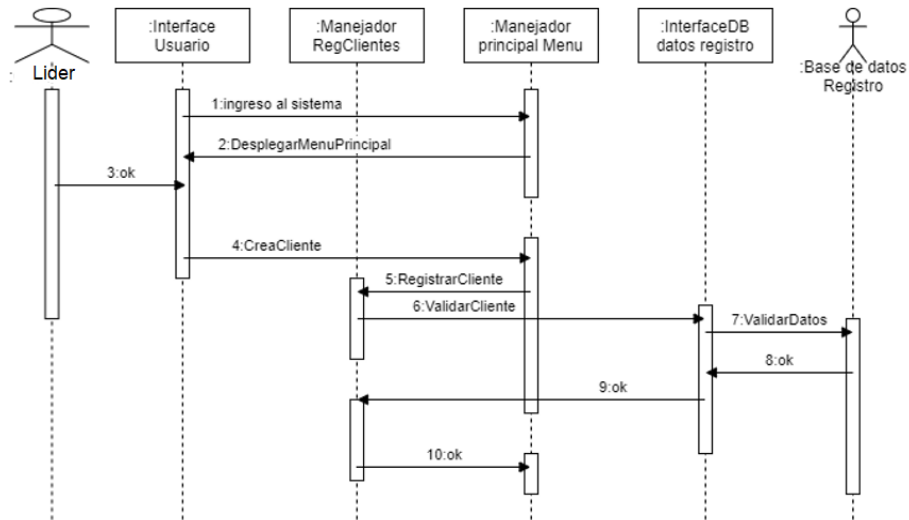 :Interface
Usuario
:Manejador
RegClientes
:Manejador
principal Menu
:InterfaceDB
datos registro
: Lider
:Base de datos
Registro
1:ingreso al sistema
2:DesplegarMenuPrincipal
3:ok
4:CreaCliente
5:RegistrarCliente
6:ValidarCliente
7:ValidarDatos
8:ok
9:ok
10:ok